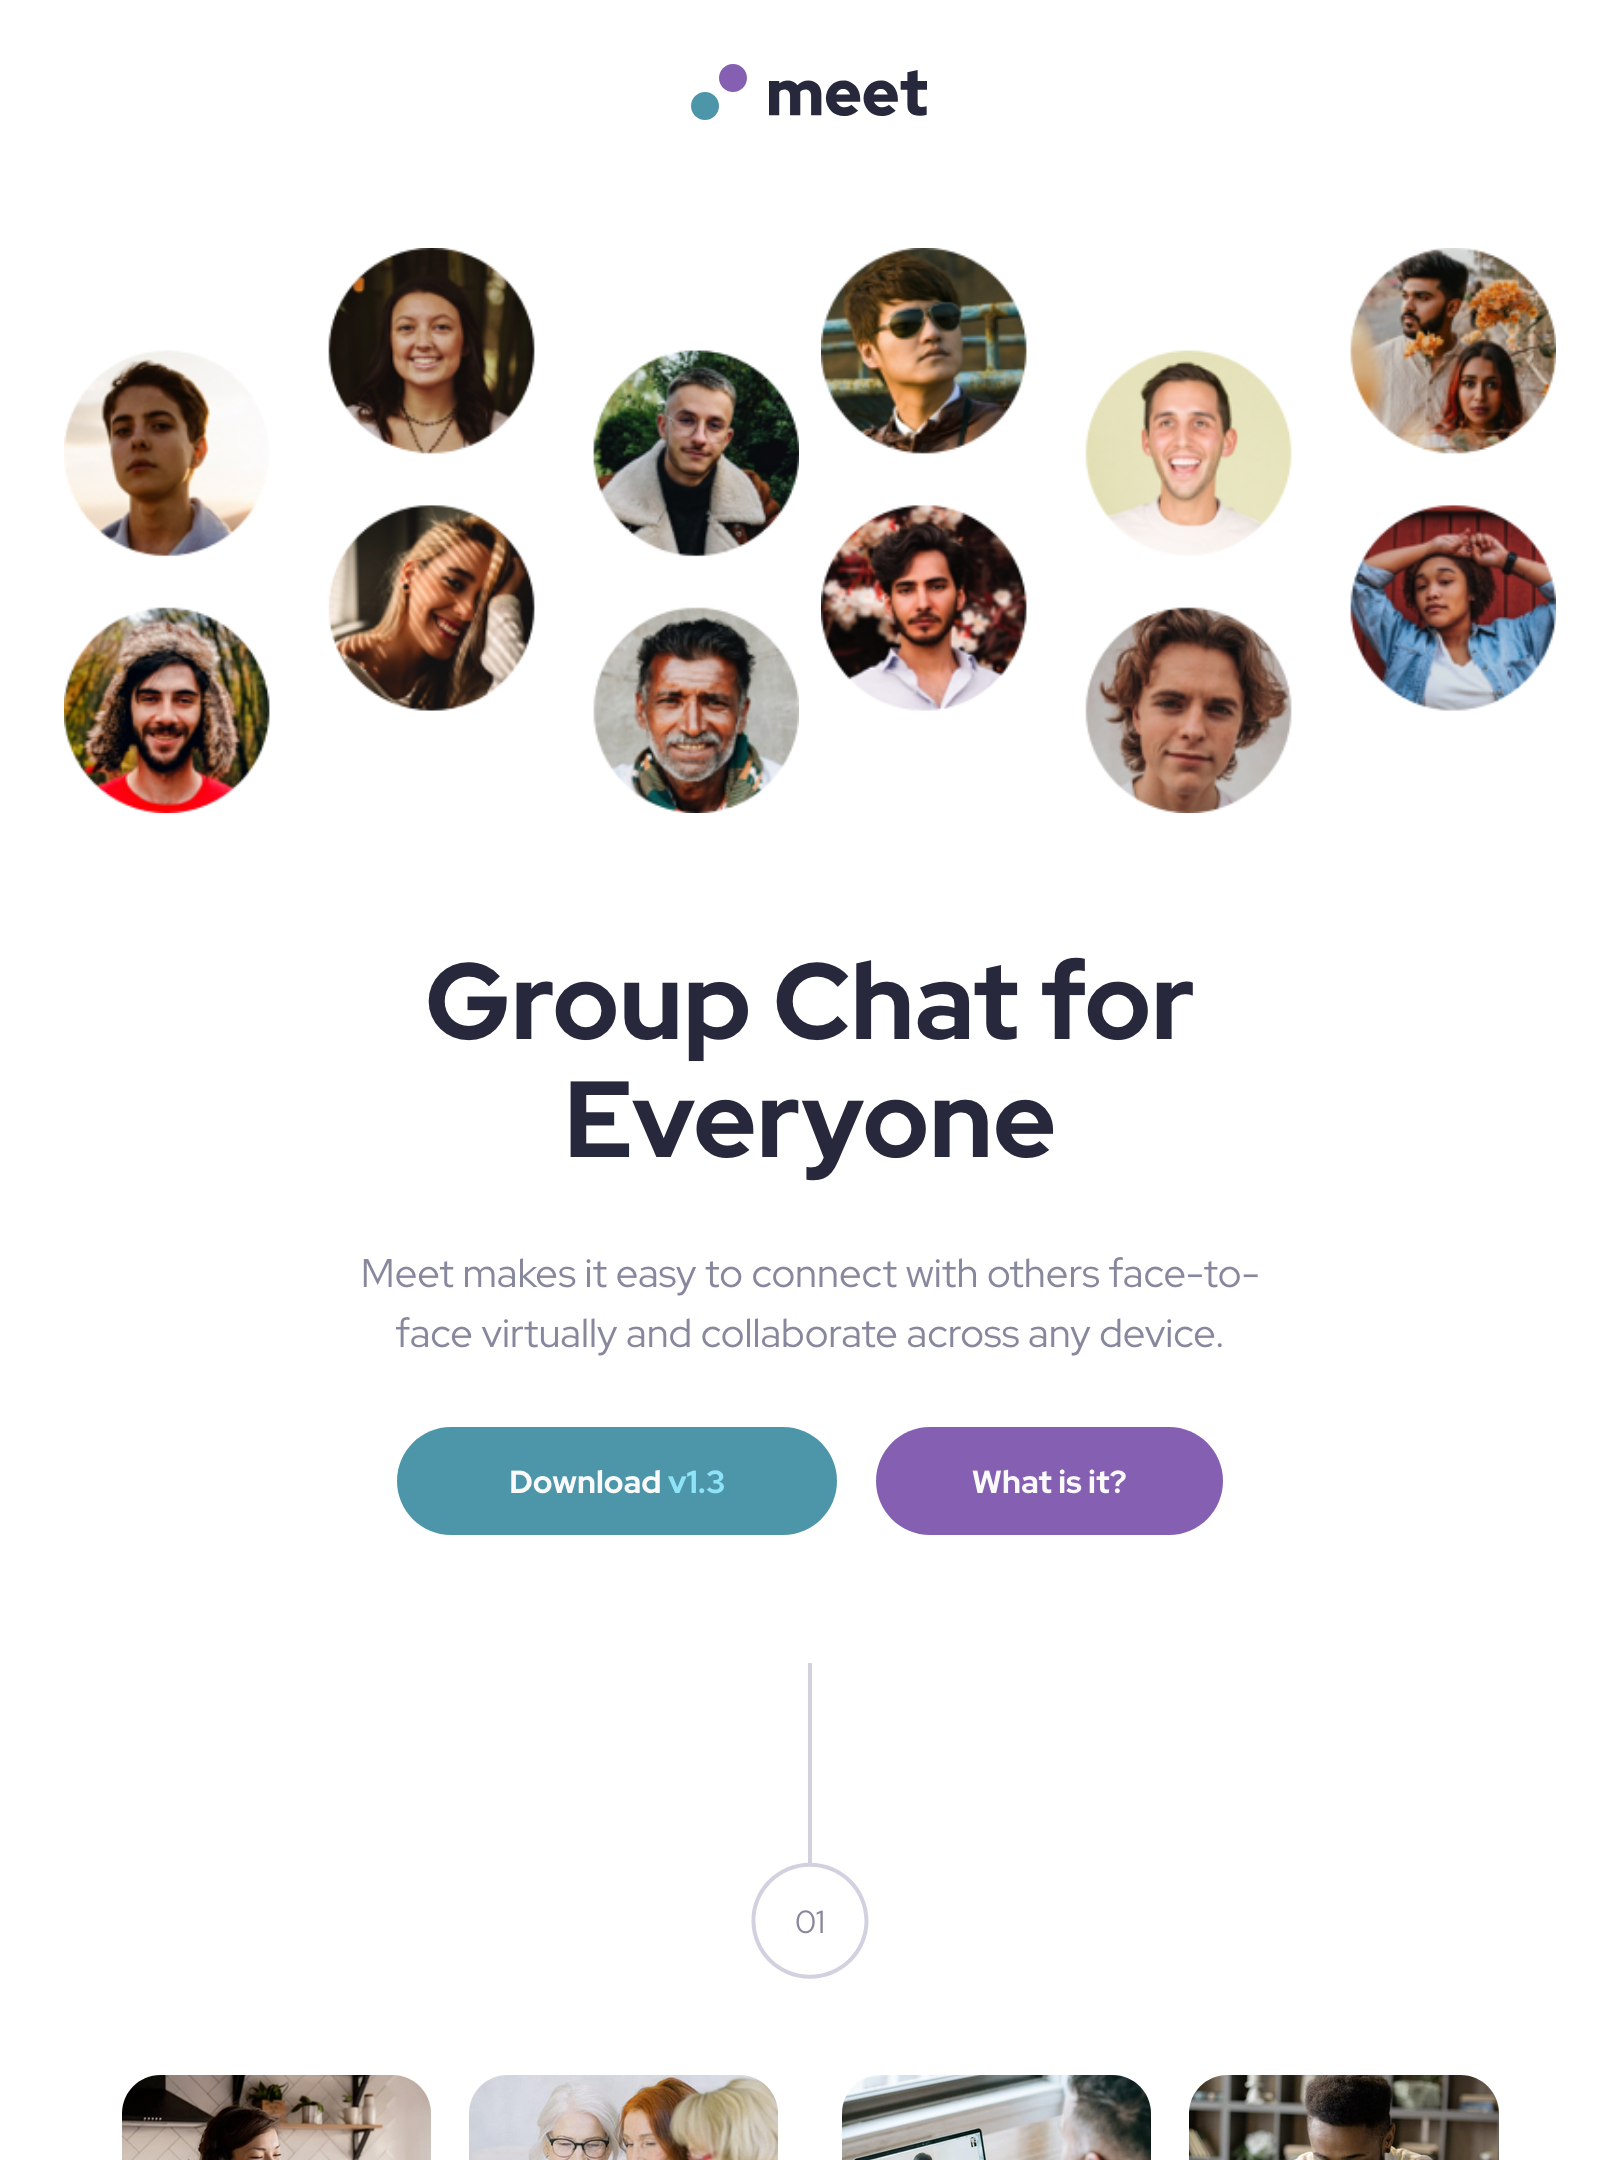 meet
Group Chat for
Everyone
Meet makes it easy to connect with others face-to-
face virtually and collaborate across any device.
Download v1.3
What is it?
01